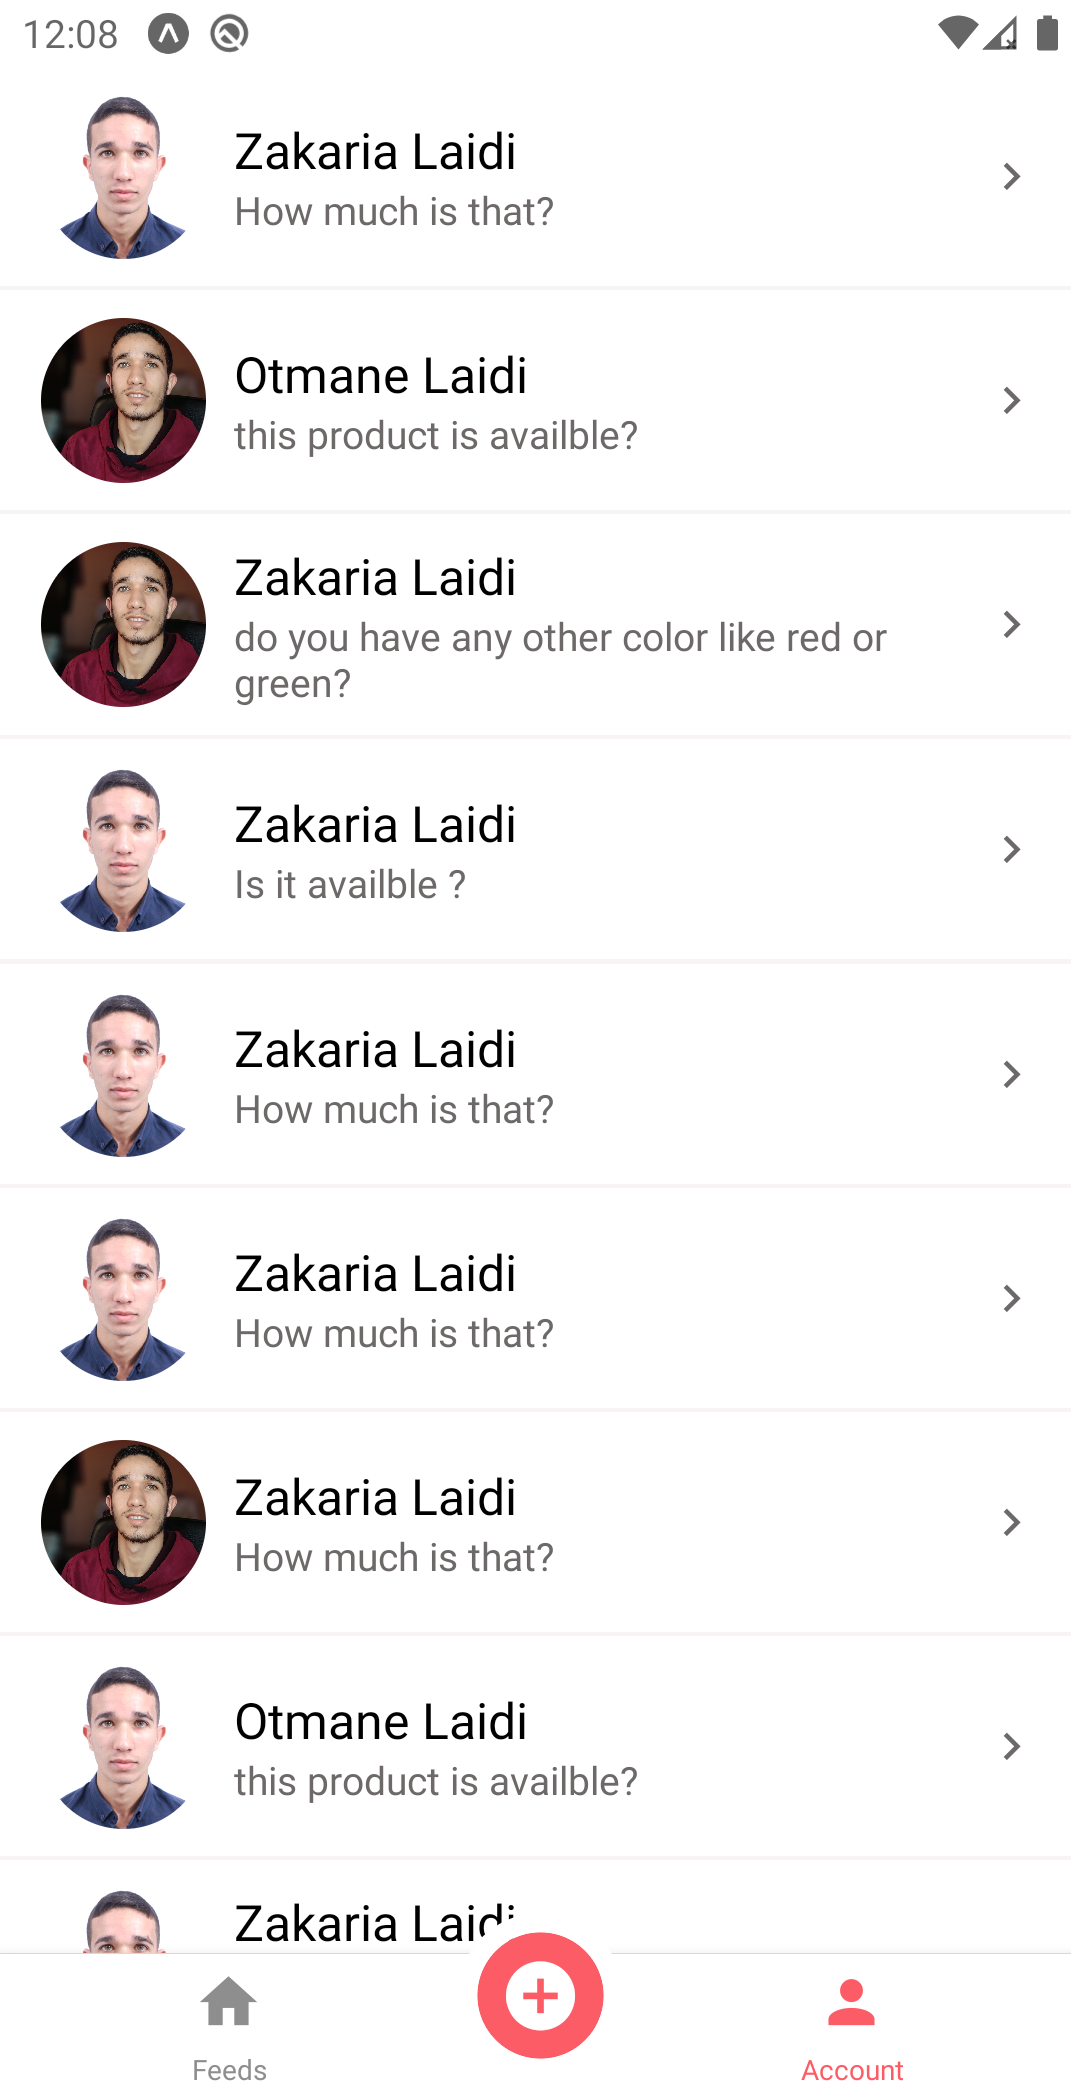 12:08
Zakaria Laidi
How much is that?
Otmane Laidi
this product is availble?
Zakaria Laidi
do you have any other color like red or
green?
Zakaria Laidi
Is it availble ?
Zakaria Laidi
How much is that?
Zakaria Laidi
How much is that?
Zakaria Laidi
How much is that?
Otmane Laidi
this product is availble?
Zakaria Laidi
Feeds
Account